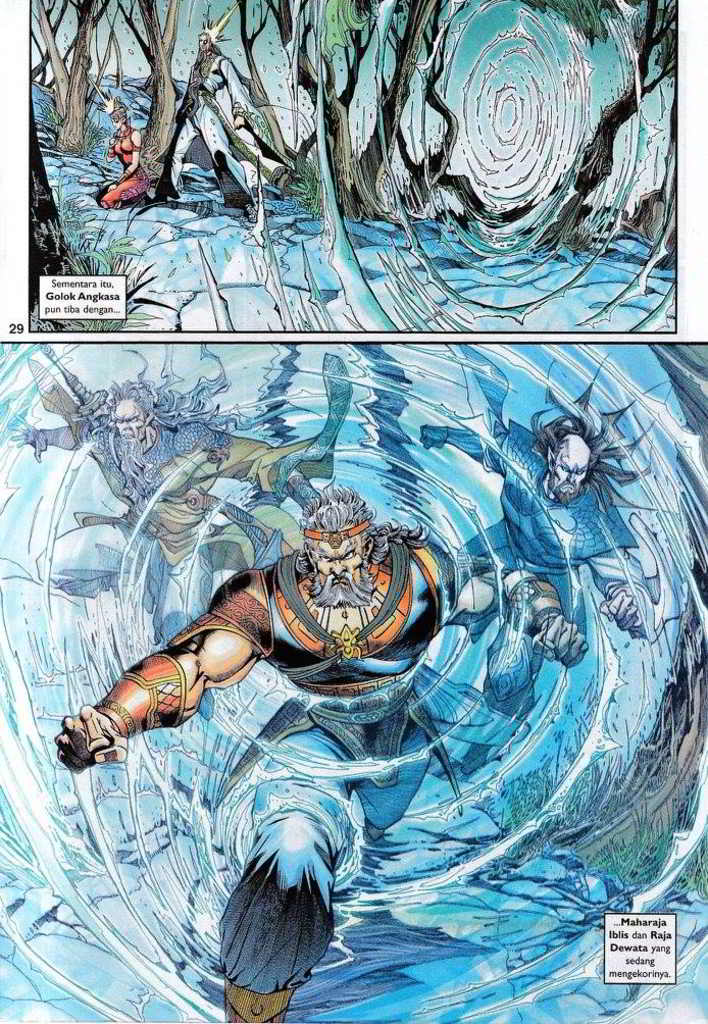 Sementara itu,
Golok Angkasa
pun tiba dengan...
29
...Maharaja
Iblis dan Raja
Dewata yang
sedang
mengekorinya.